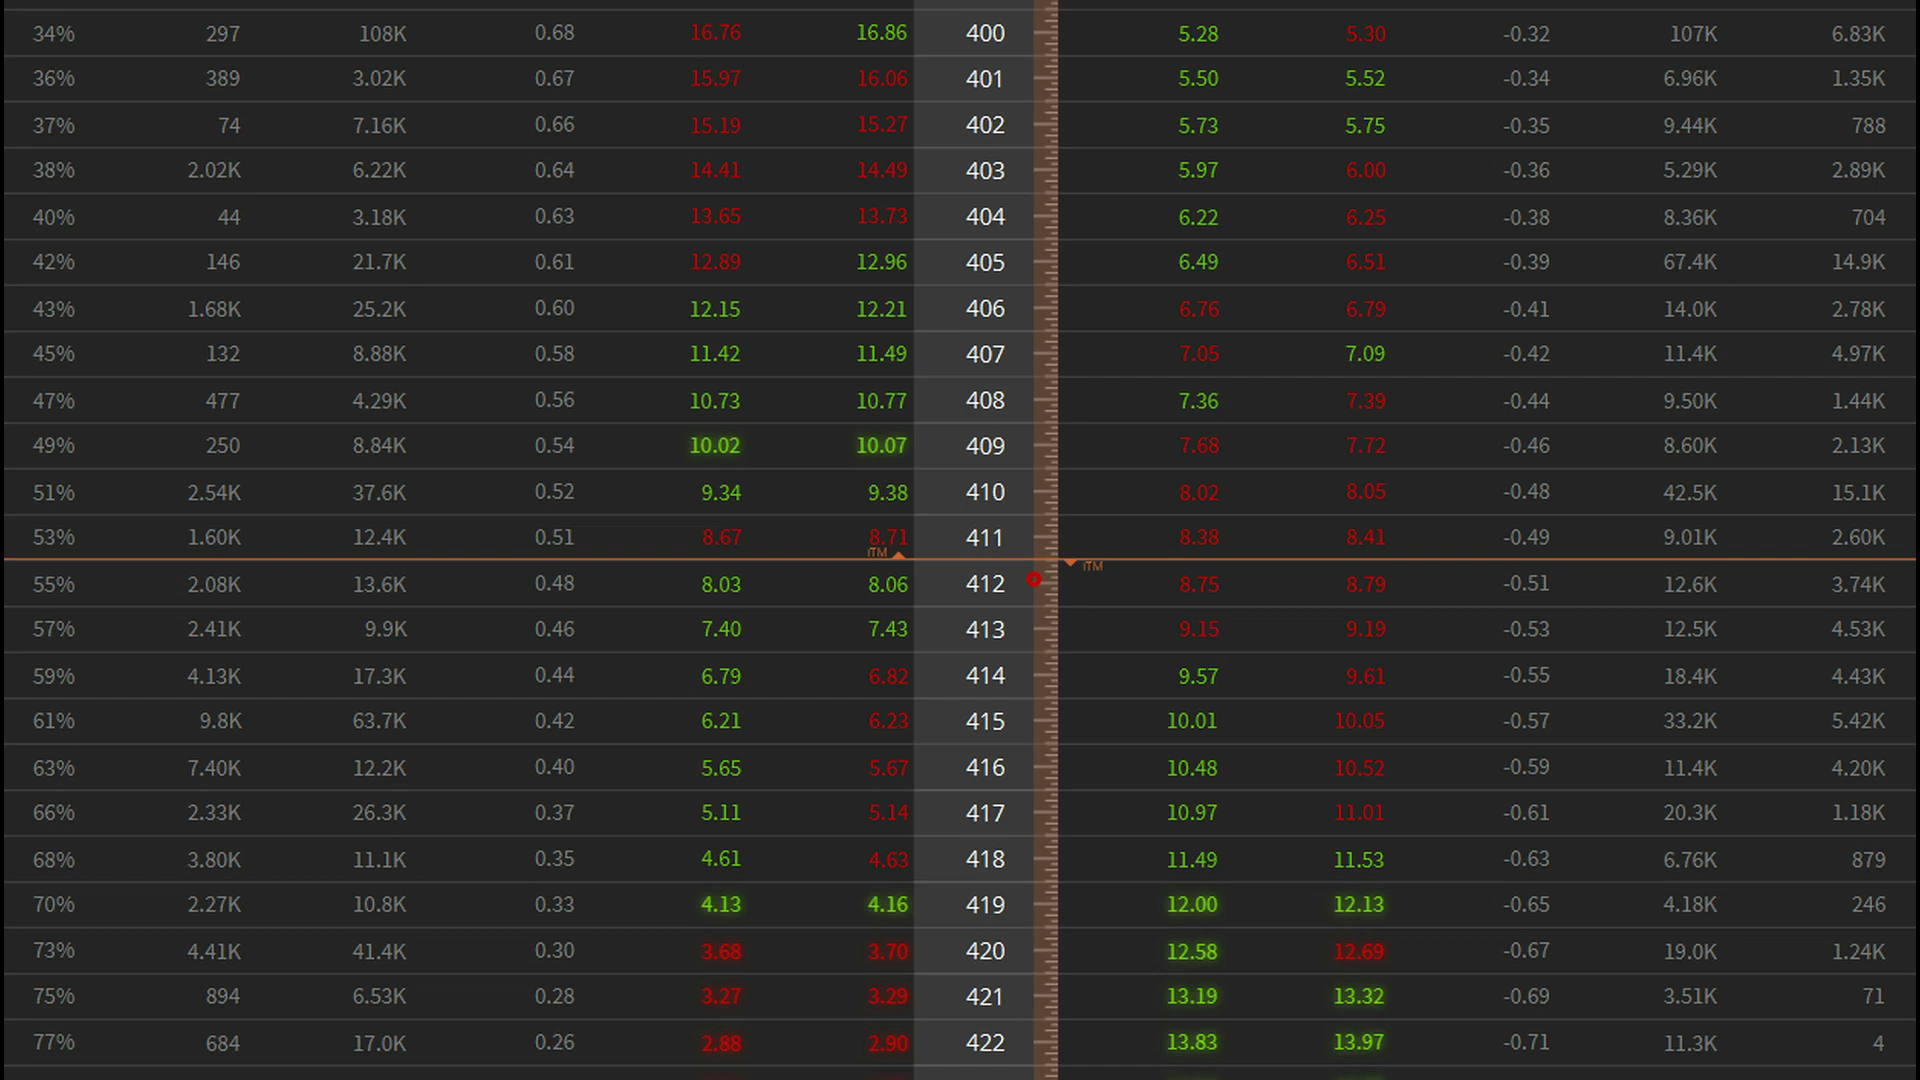 34% 297 108K 0.68 16.76 16.86 400 5.28 5.30 -0.32 107K 6.83K
36% 389 3.02K 0.67 15.97 16.06 401 5.50 5.52 -0.34 6.96K 1.35K
37% 74 7.16K 0.66 15.19 15.27 402 5.73 5.75 -0.35 9.44K 788
38% 2.02K 6.22K 0.64 14.41 14.49 403 5.97 6.00 -0.36 5.29K 2.89K
40% 44 3.18K 0.63 13.65 13.73 404 6.22 6.25 -0.38 8.36K 704
42% 146 21.7K 0.61 12.89 12.96 405 6.49 6.51 -0.39 67.4K 14.9K
43% 1.68K 25.2K 0.60 12.15 12.21 406 6.76 6.79 -0.41 14.0K 2.78K
45% 132 8.88K 0.58 11.42 11.49 407 7.05 7.09 -0.42 11.4K 4.97K
47% 477 4.29K 0.56 10.73 10.77 408 7.36 7.39 -0.44 9.50K 1.44K
49% 250 8.84K 0.54 10.02 10.07 409 7.68 7.72 -0.46 8.60K 2.13K
51% 2.54K 37.6K 0.52 9.34 9.38 410 8.02 8.05 -0.48 42.5K 15.1K
53% 1.60K 12.4K 0.51 8.67 8.71 411 8.38 8.41 -0.49 9.01K 2.60K
iTM iTM
55% 2.08K 13.6K 0.48 8.03 8.06 412 8.75 8.79 -0.51 12.6K 3.74K
57% 2.41K 9.9K 0.46 7.40 7.43 413 9.15 9.19 -0.53 12.5K 4.53K
59% 4.13K 17.3K 0.44 6.79 6.82 414 9.57 9.61 -0.55 18.4K 4.43K
61% 9.8K 63.7K 0.42 6.21 6.23 415 10.01 10.05 -0.57 33.2K 5.42K
63% 7.40K 12.2K 0.40 5.65 5.67 416 10.48 10.52 -0.59 11.4K 4.20K
66% 2.33K 26.3K 0.37 5.11 5.14 417 10.97 11.01 -0.61 20.3K 1.18K
68% 3.80K 11.1K 0.35 4.61 4.63 418 11.49 11.53 -0.63 6.76K 879
70% 2.27K 10.8K 0.33 4.13 4.16 419 12.00 12.13 -0.65 4.18K 246
73% 4.41K 41.4K 0.30 3.68 3.70 420 12.58 12.69 -0.67 19.0K 1.24K
75% 894 6.53K 0.28 3.27 3.29 421 13.19 13.32 -0.69 3.51K 71
77% 684 17.0K 0.26 2.88 2.90 422 13.83 13.97 -0.71 11.3K 4